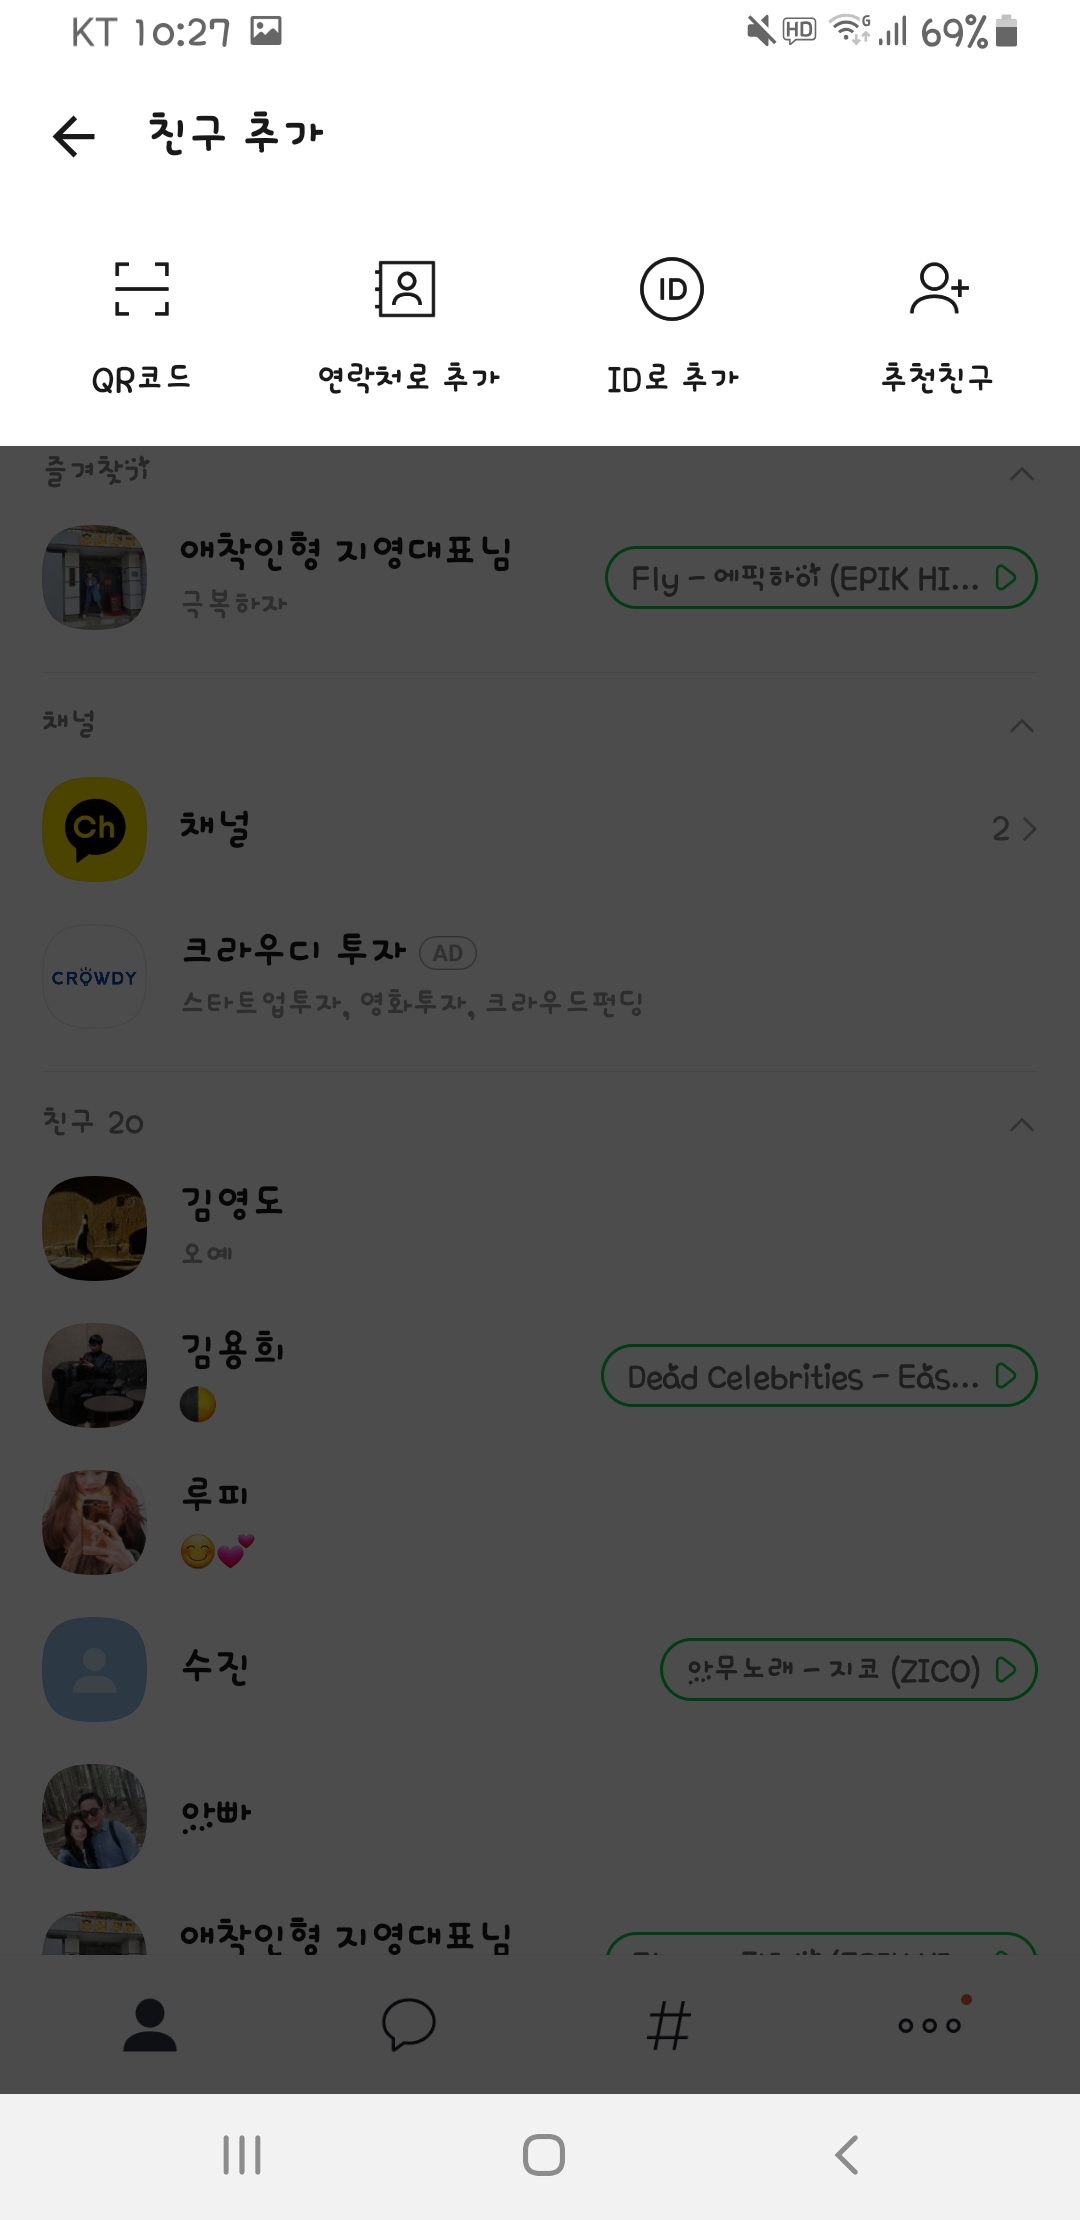 KT 10:27
HD
G
69%
친구 추가
ID
QR코드
연락처로 추가
ID로 추가
추천친구
즐겨찾기
애착인형 지영대표님
극복하자
Fly - 에픽하이 (EPIK HI...
채널
Ch
채널
2
CROWDY
크라우디 투자 AD
스타트업투자, 영화투자, 크라우드펀딩
친구 20
김영도
오예
김용희
Dead Celebrities - Eas...
루피
수진
아무노래 - 지코 (ZICO)
아빠
애착인형 지영대표님